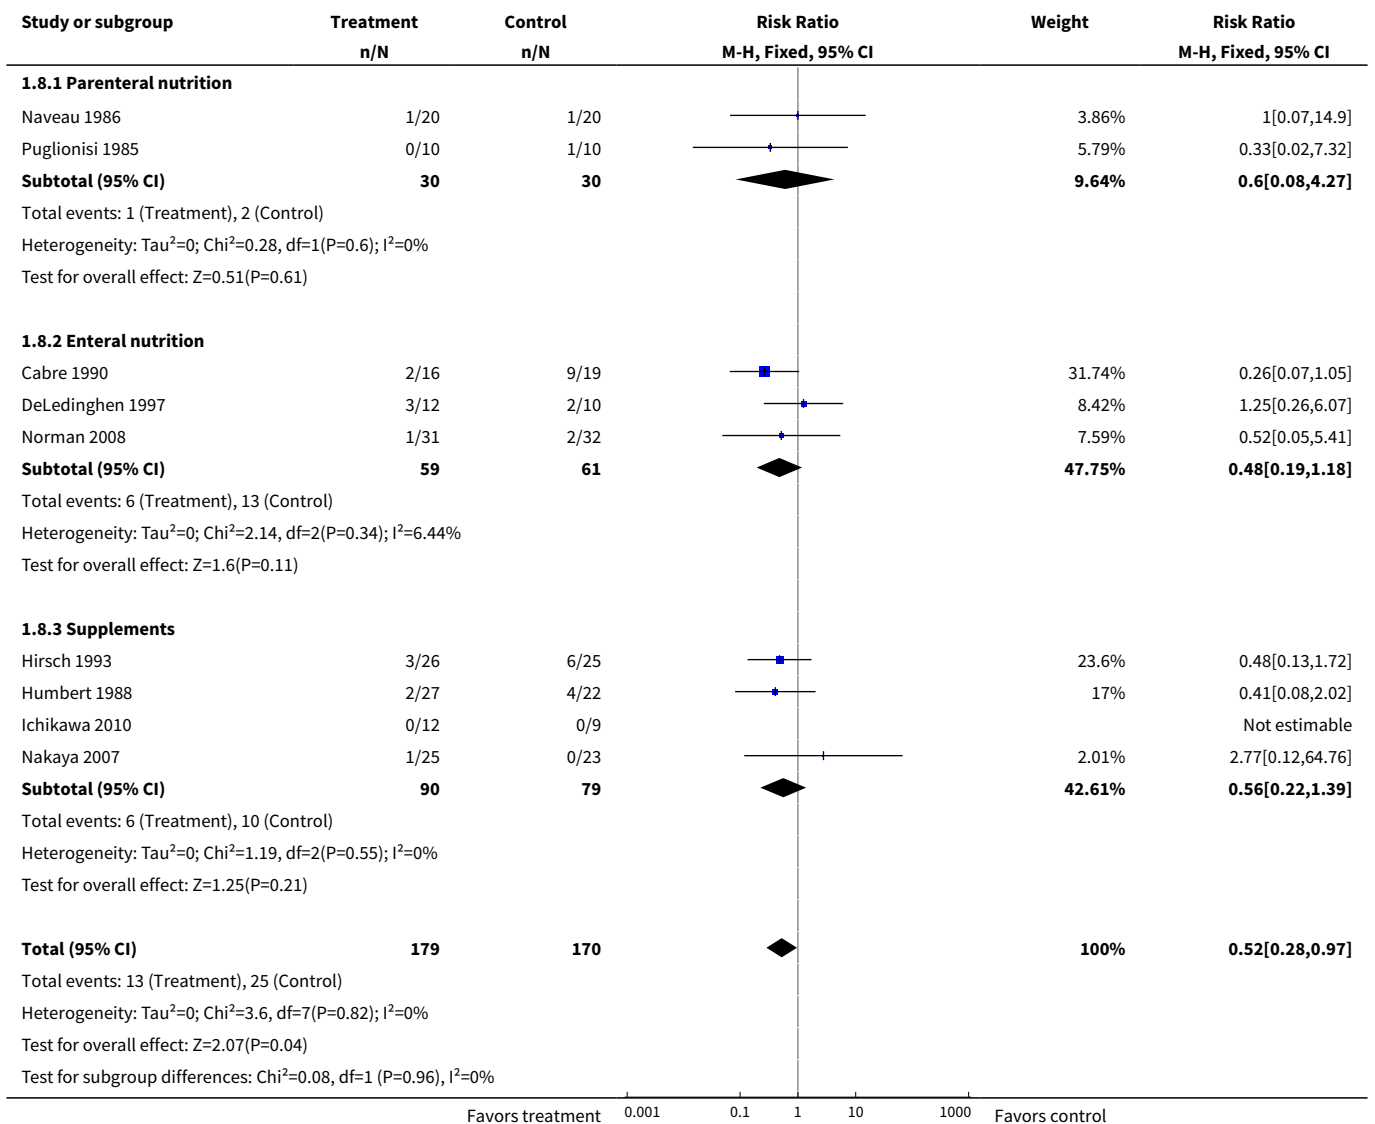 Study or subgroup Treatment Control Risk Ratio Weight Risk Ratio
n/N n/N M-H, Fixed, 95% CI M-H, Fixed, 95% CI
1.8.1 Parenteral nutrition
Naveau 1986 1/20 1/20 3.86% 1[0.07,14.9]
Puglionisi 1985 0/10 1/10 5.79% 0.33[0.02,7.32]
Subtotal (95% CI) 30 30 9.64% 0.6[0.08,4.27]
Total events: 1 (Treatment), 2 (Control)
Heterogeneity: Tau²=0; Chi²=0.28, df=1(P=0.6); I²=0%
Test for overall effect: Z=0.51(P=0.61)
1.8.2 Enteral nutrition
Cabre 1990 2/16 9/19 31.74% 0.26[0.07,1.05]
DeLedinghen 1997 3/12 2/10 8.42% 1.25[0.26,6.07]
Norman 2008 1/31 2/32 7.59% 0.52[0.05,5.41]
Subtotal (95% CI) 59 61 47.75% 0.48[0.19,1.18]
Total events: 6 (Treatment), 13 (Control)
Heterogeneity: Tau²=0; Chi²=2.14, df=2(P=0.34); I²=6.44%
Test for overall effect: Z=1.6(P=0.11)
1.8.3 Supplements
Hirsch 1993 3/26 6/25 23.6% 0.48[0.13,1.72]
Humbert 1988 2/27 4/22 17% 0.41[0.08,2.02]
Ichikawa 2010 0/12 0/9 Not estimable
Nakaya 2007 1/25 0/23 2.01% 2.77[0.12,64.76]
Subtotal (95% CI) 90 79 42.61% 0.56[0.22,1.39]
Total events: 6 (Treatment), 10 (Control)
Heterogeneity: Tau²=0; Chi²=1.19, df=2(P=0.55); I²=0%
Test for overall effect: Z=1.25(P=0.21)
Total (95% CI) 179 170 100% 0.52[0.28,0.97]
Total events: 13 (Treatment), 25 (Control)
Heterogeneity: Tau²=0; Chi²=3.6, df=7(P=0.82); I²=0%
Test for overall effect: Z=2.07(P=0.04)
Test for subgroup differences: Chi²=0.08, df=1 (P=0.96), I²=0%
Favors treatment 0.001 0.1 1 10 1000 Favors control